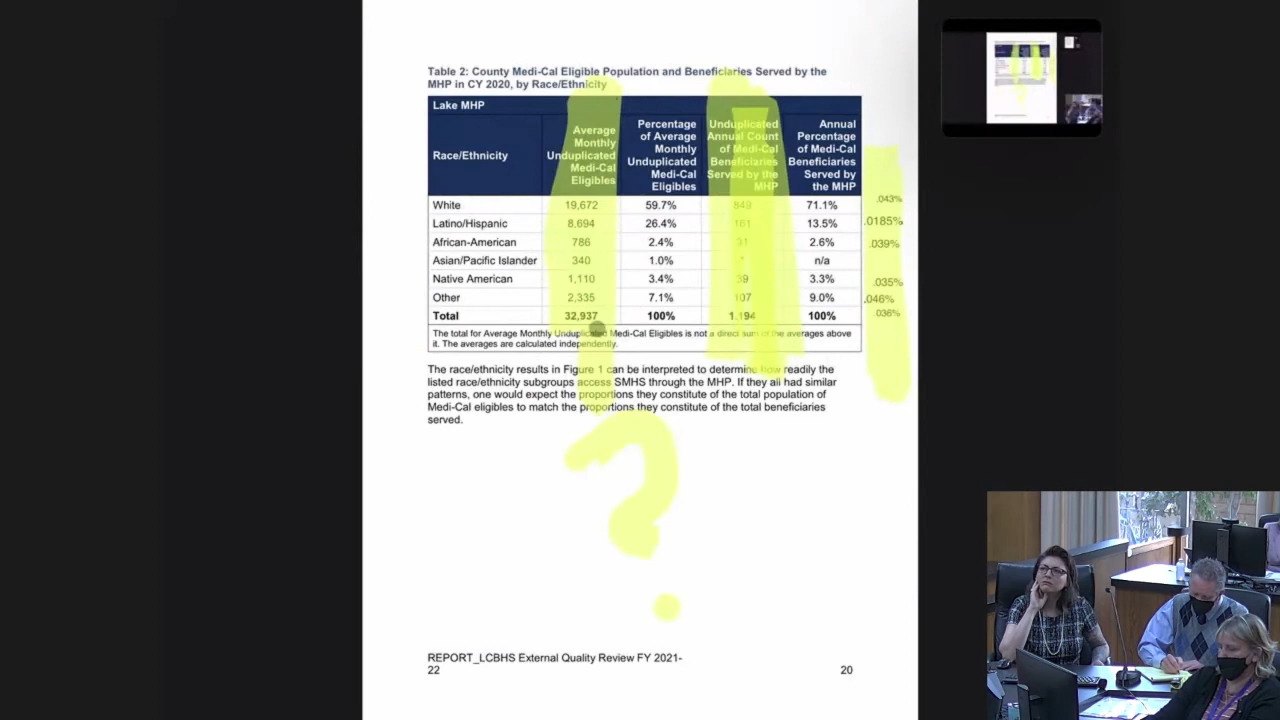 Table 2: County Medi-Cal Eligible Population and Beneficiaries Served by the
MHP in CY 2020, by Race/Ethnicity
Lake MHP
Race/Ethnicity
Average
Monthly
Unduplicated
Medi-Cal
Eligibles
Percentage
of Average
Monthly
Unduplicated
Medi-Cal
Eligibles
Unduplicated
Annual Count
of Medi-Cal
Beneficiaries
Served by the
MHP
Annual
Percentage
of Medi-Cal
Beneficiaries
Served by
the MHP
White 19,672 59.7% 849 71.1% .043%
Latino/Hispanic 8,694 26.4% 161 13.5% .0185%
African-American 786 2.4% 31 2.6% .039%
Asian/Pacific Islander 340 1.0% * n/a
Native American 1,110 3.4% 39 3.3% .035%
Other 2,335 7.1% 107 9.0% .046%
Total 32,937 100% 1,194 100% .036%
The total for Average Monthly Unduplicated Medi-Cal Eligibles is not a direct sum of the averages above
it. The averages are calculated independently.
The race/ethnicity results in Figure 1 can be interpreted to determine how readily the
listed race/ethnicity subgroups access SMHS through the MHP. If they all had similar
patterns, one would expect the proportions they constitute of the total population of
Medi-Cal eligibles to match the proportions they constitute of the total beneficiaries
served.
?
REPORT_LCBHS External Quality Review FY 2021-
22 20